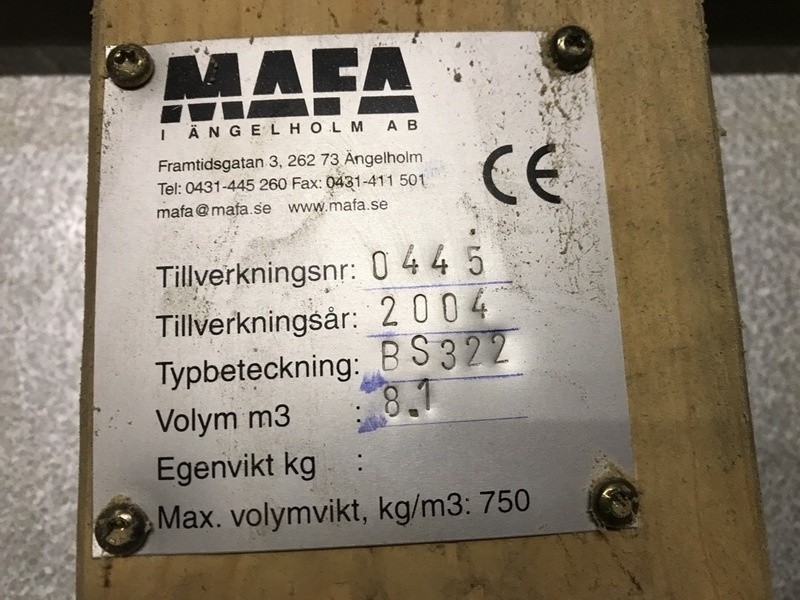 MAFA
I ÄNGELHOLM AB
Framtidsgatan 3, 262 73 Ängelholm
Tel: 0431-445 260 Fax: 0431-411 501
mafa@mafa.se www.mafa.se
CE
Tillverkningsnr: 0445
Tillverkningsår: 2004
Typbeteckning: BS322
Volym m3 : 8.1
Egenvikt kg :
Max. volymvikt, kg/m3: 750